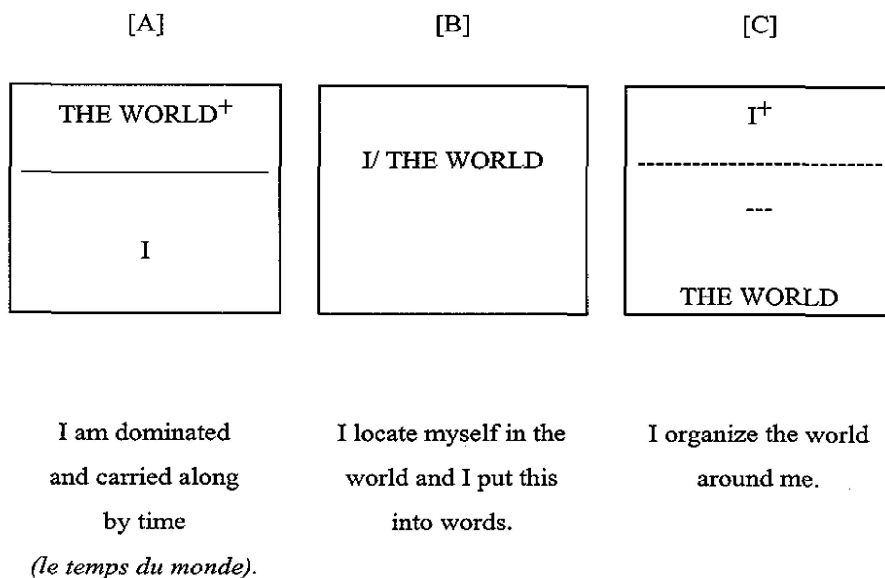 [A]
THE WORLD+
I
I am dominated
and carried along
by time
(le temps du monde).
[B]
I/ THE WORLD
I locate myself in the
world and I put this
into words.
[C]
I+
---
THE WORLD
I organize the world
around me.